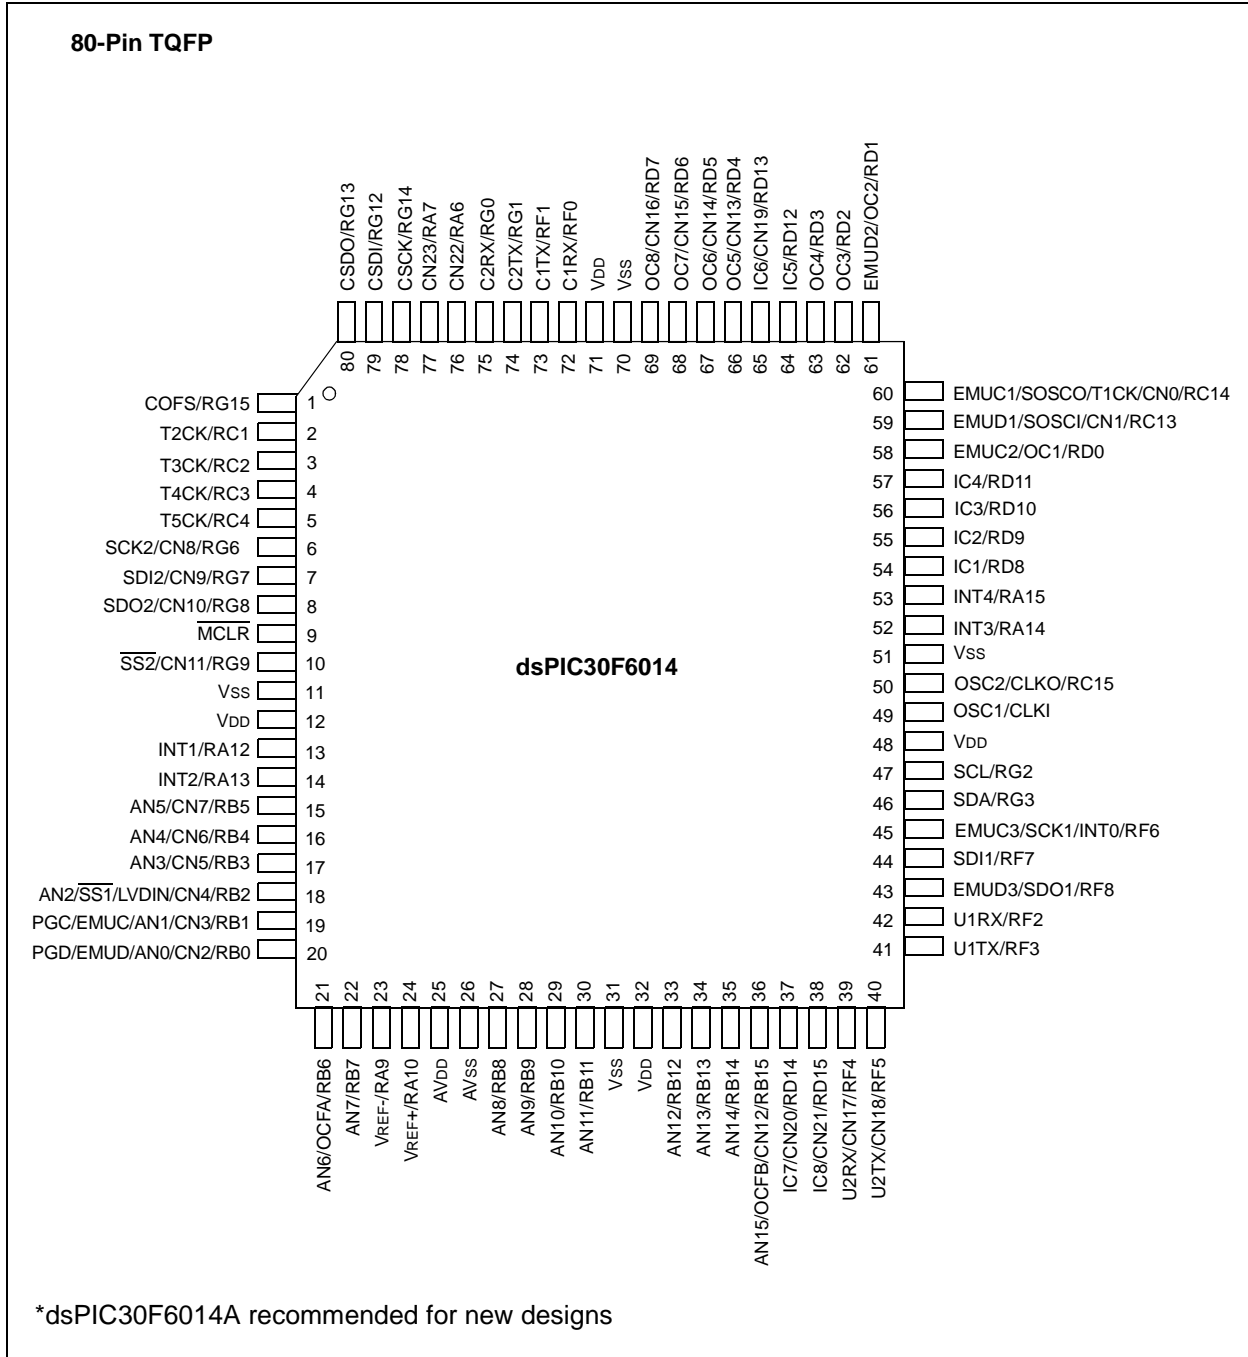 80-Pin TQFP
CSDO/RG13
CSDI/RG12
CSCK/RG14
CN23/RA7
CN22/RA6
C2RX/RG0
C2TX/RG1
C1TX/RF1
C1RX/RF0
VDD
VSS
OC8/CN16/RD7
OC7/CN15/RD6
OC6/CN14/RD5
OC5/CN13/RD4
IC6/CN19/RD13
IC5/RD12
OC4/RD3
OC3/RD2
EMUD2/OC2/RD1
80
79
78
77
76
75
74
73
72
71
70
69
68
67
66
65
64
63
62
61
COFS/RG15 1
T2CK/RC1 2
T3CK/RC2 3
T4CK/RC3 4
T5CK/RC4 5
SCK2/CN8/RG6 6
SDI2/CN9/RG7 7
SDO2/CN10/RG8 8
MCLR 9
SS2/CN11/RG9 10
VSS 11
VDD 12
INT1/RA12 13
INT2/RA13 14
AN5/CN7/RB5 15
AN4/CN6/RB4 16
AN3/CN5/RB3 17
AN2/SS1/LVDIN/CN4/RB2 18
PGC/EMUC/AN1/CN3/RB1 19
PGD/EMUD/AN0/CN2/RB0 20
dsPIC30F6014
60 EMUC1/SOSCO/T1CK/CN0/RC14
59 EMUD1/SOSCI/CN1/RC13
58 EMUC2/OC1/RD0
57 IC4/RD11
56 IC3/RD10
55 IC2/RD9
54 IC1/RD8
53 INT4/RA15
52 INT3/RA14
51 VSS
50 OSC2/CLKO/RC15
49 OSC1/CLKI
48 VDD
47 SCL/RG2
46 SDA/RG3
45 EMUC3/SCK1/INT0/RF6
44 SDI1/RF7
43 EMUD3/SDO1/RF8
42 U1RX/RF2
41 U1TX/RF3
21
22
23
24
25
26
27
28
29
30
31
32
33
34
35
36
37
38
39
40
AN6/OCFA/RB6
AN7/RB7
VREF-/RA9
VREF+/RA10
AVDD
AVSS
AN8/RB8
AN9/RB9
AN10/RB10
AN11/RB11
VSS
VDD
AN12/RB12
AN13/RB13
AN14/RB14
AN15/OCFB/CN12/RB15
IC7/CN20/RD14
IC8/CN21/RD15
U2RX/CN17/RF4
U2TX/CN18/RF5
*dsPIC30F6014A recommended for new designs